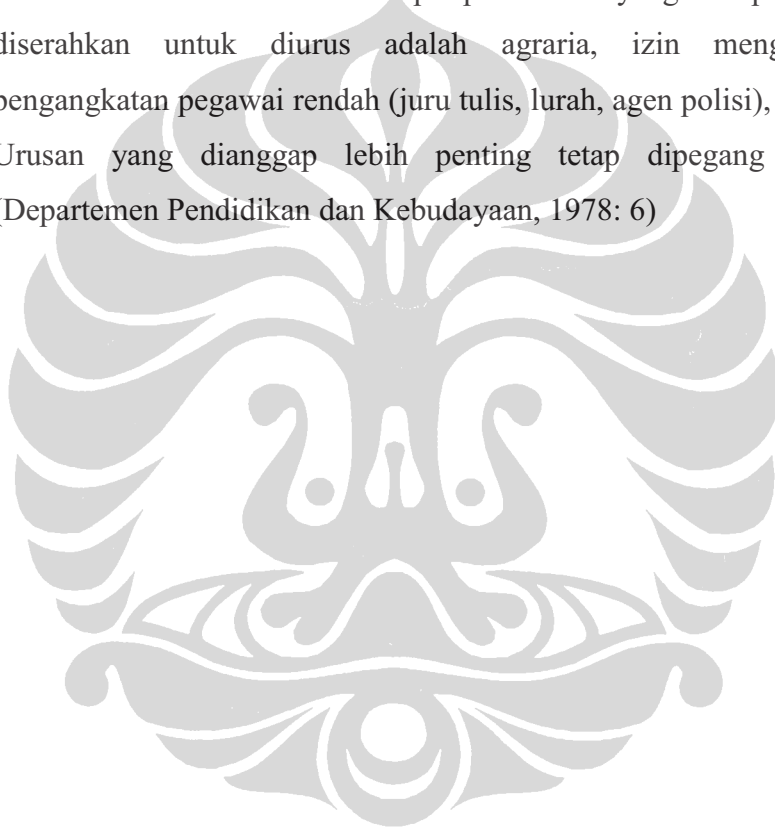 diserahkan untuk diurus adalah agraria, izin
pengangkatan pegawai rendah (juru tulis, lurah, agen polisi),
Urusan yang dianggap lebih penting tetap dipegang
(Departemen Pendidikan dan Kebudayaan, 1978: 6)